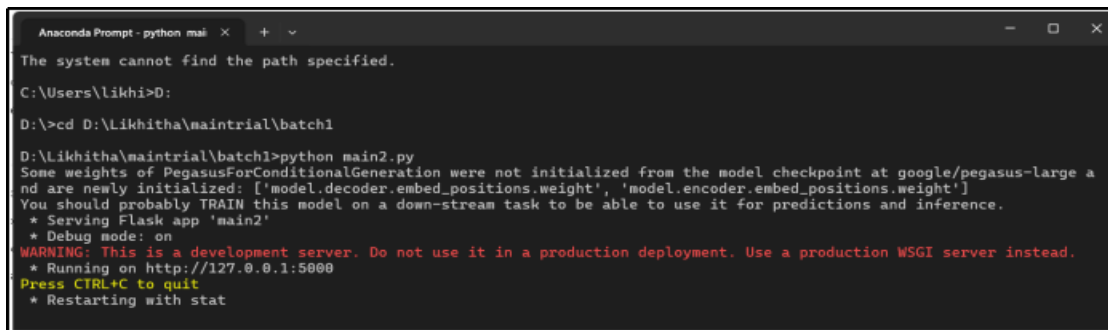 Anaconda Prompt - python mai
The system cannot find the path specified.
C:\Users\likhi>D:
D:\>cd D:\Likhitha\maintrial\batch1
D:\Likhitha\maintrial\batch1>python main2.py
Some weights of PegasusForConditionalGeneration were not initialized from the model checkpoint at google/pegasus-large a
nd are newly initialized: ['model.decoder.embed_positions.weight', 'model.encoder.embed_positions.weight']
You should probably TRAIN this model on a down-stream task to be able to use it for predictions and inference.
 * Serving Flask app 'main2'
 * Debug mode: on
WARNING: This is a development server. Do not use it in a production deployment. Use a production WSGI server instead.
 * Running on http://127.0.0.1:5000
Press CTRL+C to quit
 * Restarting with stat